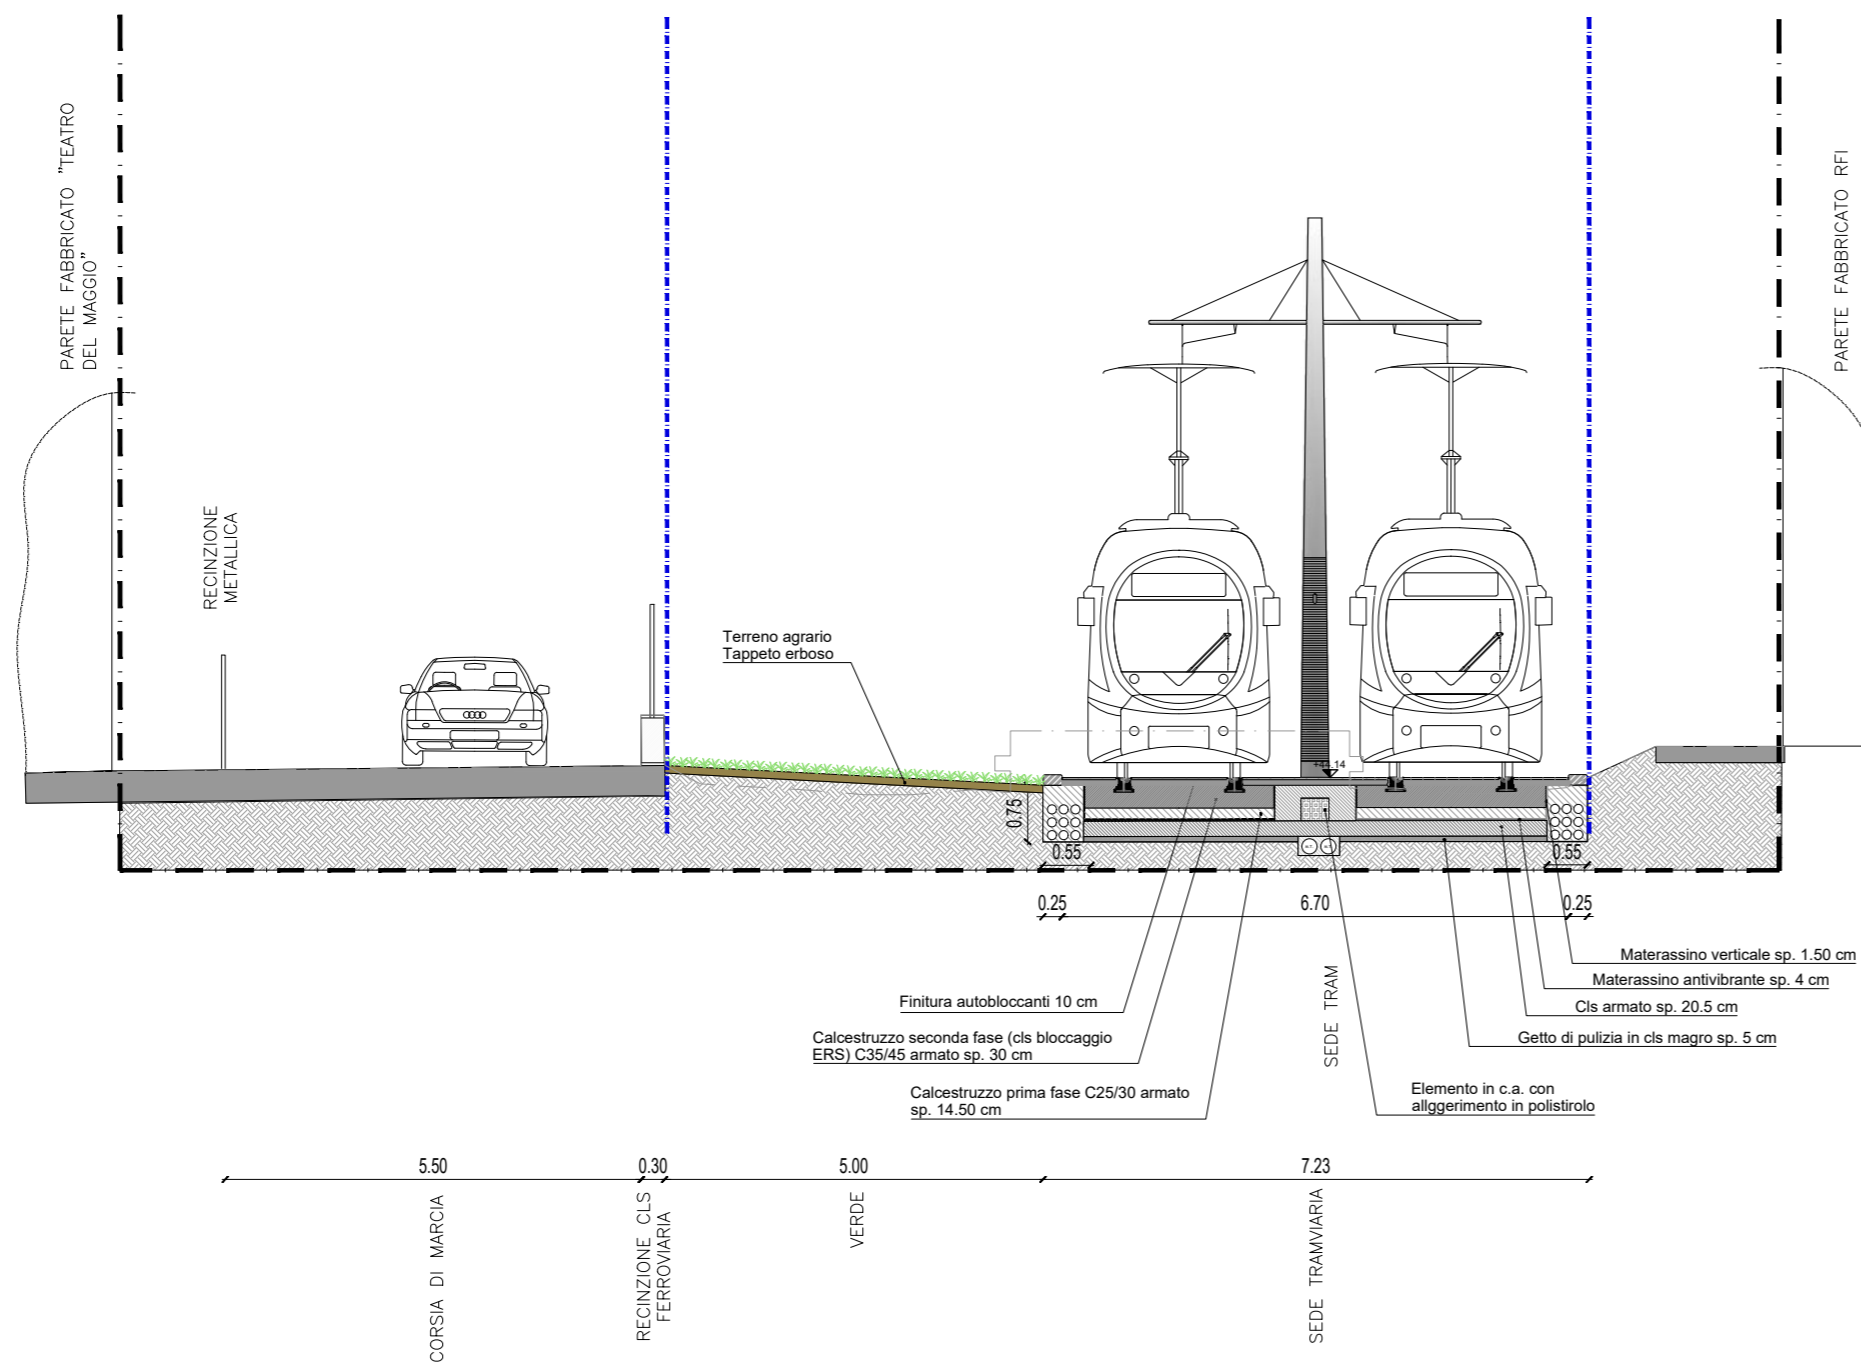 PARETE FABBRICATO "TEATRO
DEL MAGGIO"
PARETE FABBRICATO RFI
RECINZIONE
METALLICA
Terreno agrario
Tappeto erboso
+44.14
0.75
0.55
0.55
0.25
6.70
0.25
Materassino verticale sp. 1.50 cm
Materassino antivibrante sp. 4 cm
Cls armato sp. 20.5 cm
Getto di pulizia in cls magro sp. 5 cm
Finitura autobloccanti 10 cm
Calcestruzzo seconda fase (cls bloccaggio
ERS) C35/45 armato sp. 30 cm
Calcestruzzo prima fase C25/30 armato
sp. 14.50 cm
SEDE TRAM
Elemento in c.a. con
allggerimento in polistirolo
5.50
0.30
5.00
7.23
CORSIA DI MARCIA
RECINZIONE CLS
FERROVIARIA
VERDE
SEDE TRAMVIARIA